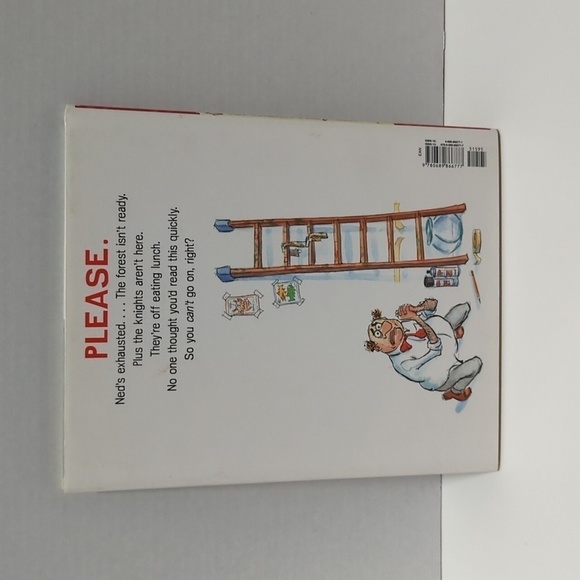 PLEASE.
Ned's exhausted. . . . The forest isn't ready.
Plus the knights aren't here.
They're off eating lunch.
No one thought you'd read this quickly.
So you can't go on, right?